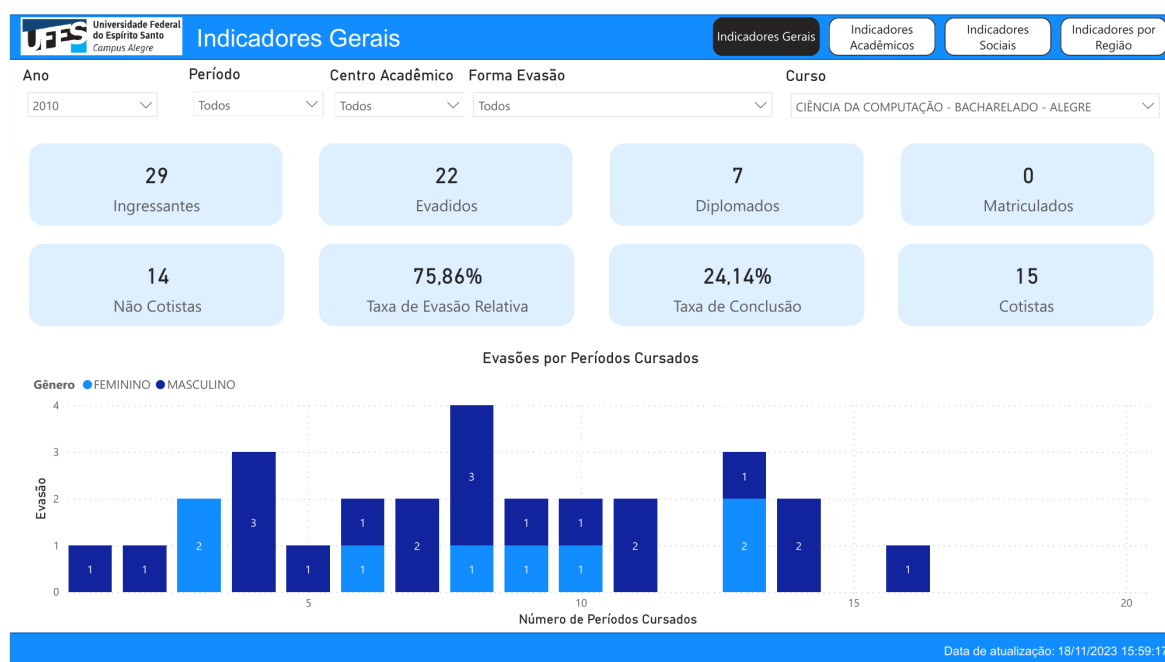 UFES Universidade Federal
do Espírito Santo
Campus Alegre
Indicadores Gerais
Indicadores Gerais
Indicadores
Acadêmicos
Indicadores
Sociais
Indicadores por
Região
Ano Período Centro Acadêmico Forma Evasão Curso
2010 Todos Todos Todos CIÊNCIA DA COMPUTAÇÃO - BACHARELADO - ALEGRE
29 22 7 0
Ingressantes Evadidos Diplomados Matriculados
14 75,86% 24,14% 15
Não Cotistas Taxa de Evasão Relativa Taxa de Conclusão Cotistas
Evasões por Períodos Cursados
Gênero FEMININO MASCULINO
Evasão
4
3
2
1
0
1 1 2 3 1 1 1 2 3 1 1 1 1 1 2 1 2 2 1
5 10 15 20
Número de Períodos Cursados
Data de atualização: 18/11/2023 15:59:17